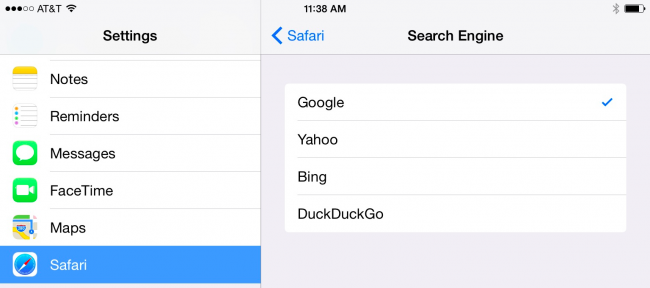 AT&T 11:38 AM
Settings
Notes
Reminders
Messages
FaceTime
Maps
Safari
Safari Search Engine
Google
Yahoo
Bing
DuckDuckGo